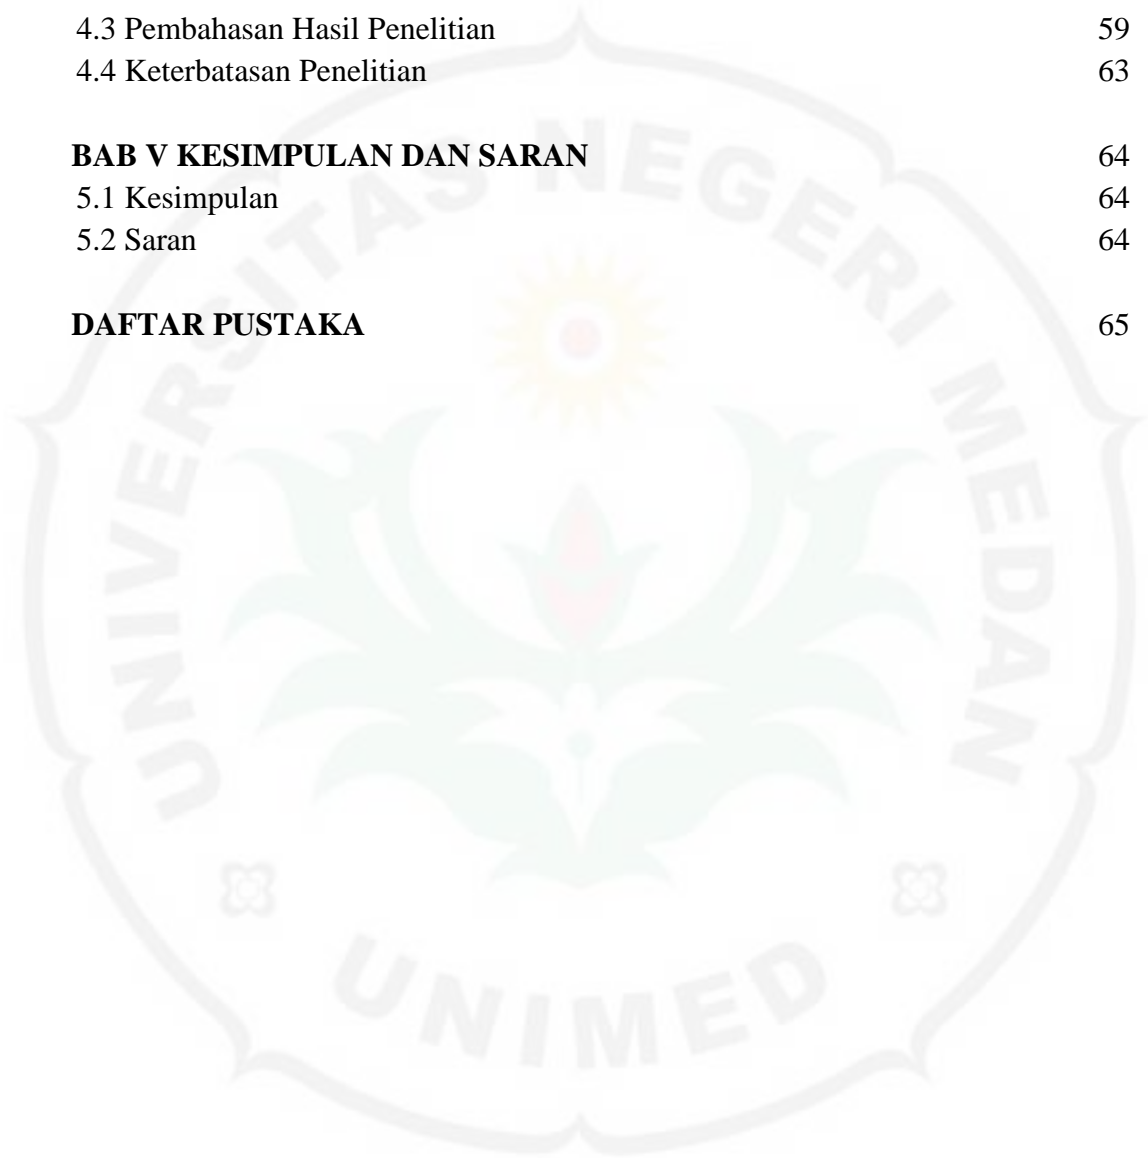 4.3 Pembahasan Hasil Penelitian 59
4.4 Keterbatasan Penelitian 63
BAB V KESIMPULAN DAN SARAN 64
5.1 Kesimpulan 64
5.2 Saran 64
DAFTAR PUSTAKA 65
UNIVERSITAS NEGERI MEDAN
UNIMED